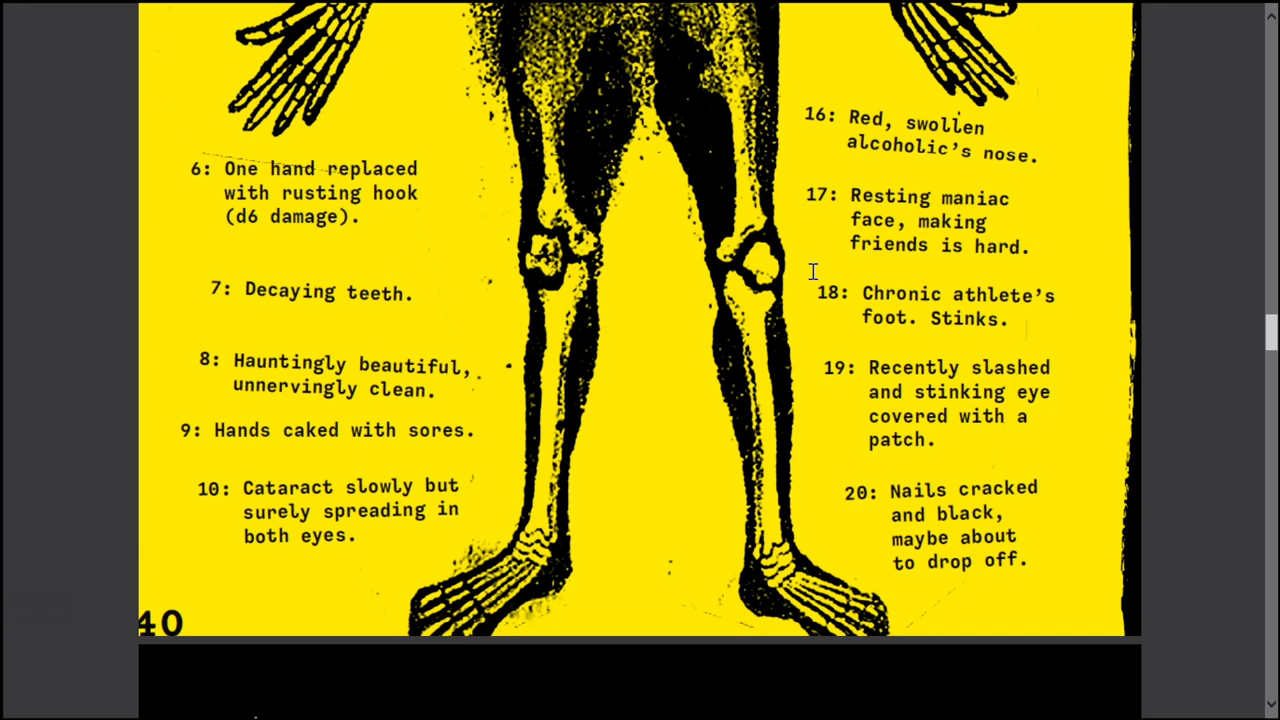 6: One hand replaced
with rusting hook
(d6 damage).
7: Decaying teeth.
8: Hauntingly beautiful,
unnervingly clean.
9: Hands caked with sores.
10: Cataract slowly but
surely spreading in
both eyes.
40
16: Red, swollen
alcoholic’s nose.
17: Resting maniac
face, making
friends is hard.
18: Chronic athlete’s
foot. Stinks.
19: Recently slashed
and stinking eye
covered with a
patch.
20: Nails cracked
and black,
maybe about
to drop off.